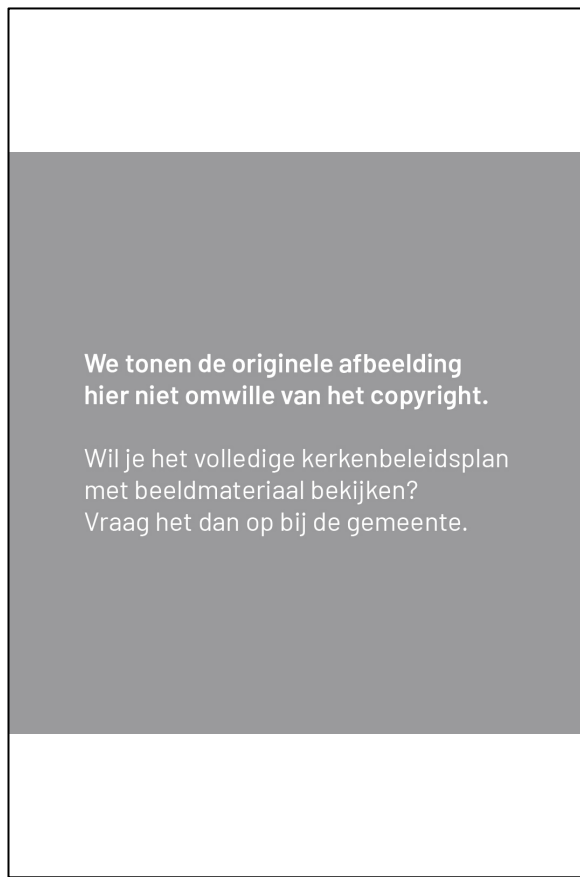 We tonen de originele afbeelding
hier niet omwille van het copyright.
Wil je het volledige kerkenbeleidsplan
met beeldmateriaal bekijken?
Vraag het dan op bij de gemeente.